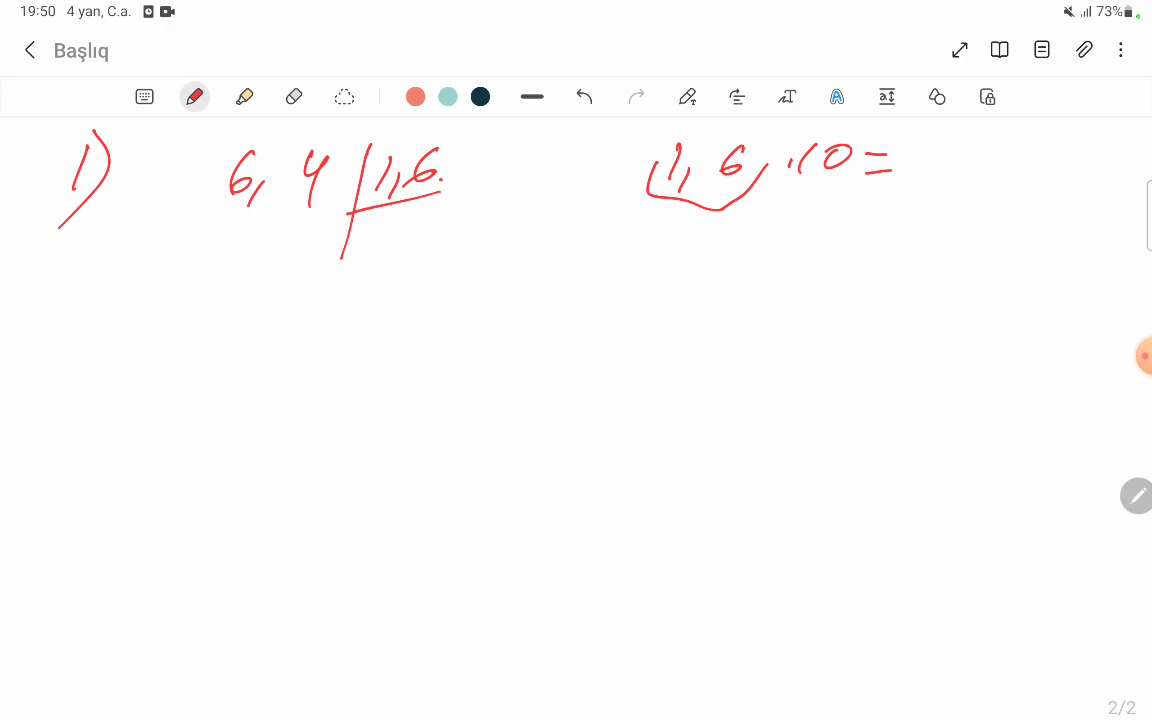 19:50 4 yan, C.a. 73%
Başlıq
1) 6,4 | 1,6 1,6, · 10 =
2/2